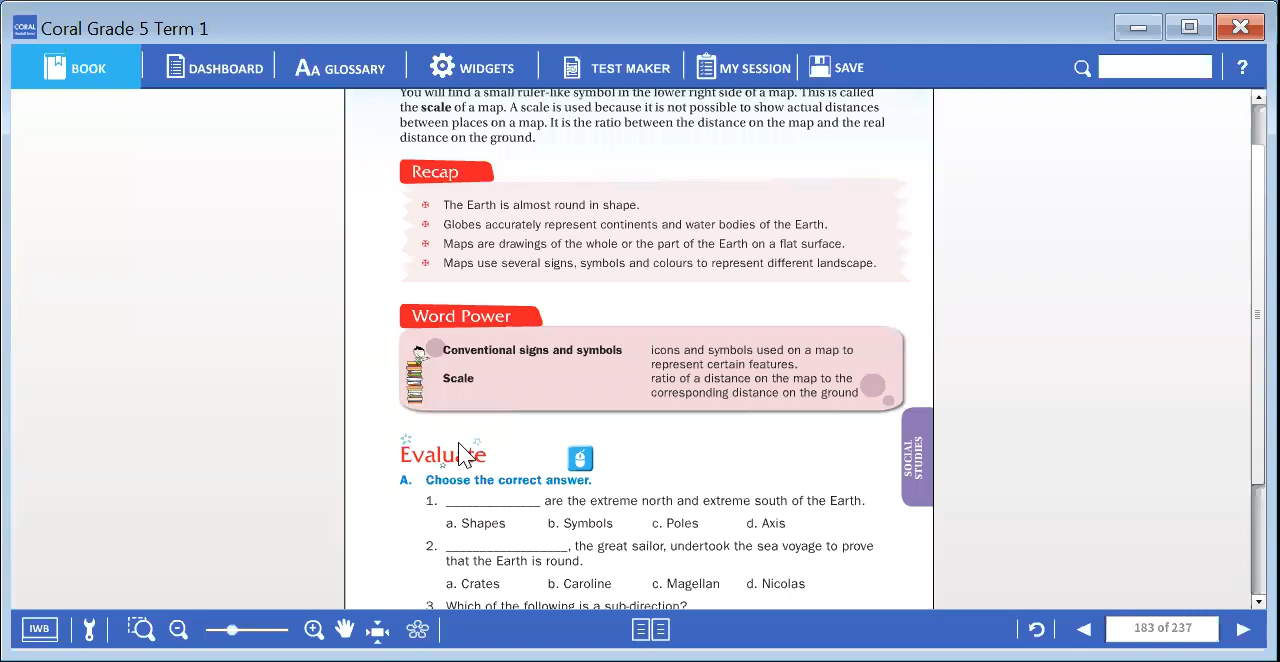 CORAL
Coral Grade 5 Term 1
BOOK
DASHBOARD
AA GLOSSARY
WIDGETS
TEST MAKER
MY SESSION
SAVE
?
You will find a small ruler-like symbol in the lower right side of a map. This is called
the scale of a map. A scale is used because it is not possible to show actual distances
between places on a map. It is the ratio between the distance on the map and the real
distance on the ground.
Recap
The Earth is almost round in shape.
Globes accurately represent continents and water bodies of the Earth.
Maps are drawings of the whole or the part of the Earth on a flat surface.
Maps use several signs, symbols and colours to represent different landscape.
Word Power
Conventional signs and symbols icons and symbols used on a map to
represent certain features.
Scale ratio of a distance on the map to the
corresponding distance on the ground
SOCIAL
STUDIES
Evaluate
A. Choose the correct answer.
1. ______________ are the extreme north and extreme south of the Earth.
a. Shapes b. Symbols c. Poles d. Axis
2. __________________, the great sailor, undertook the sea voyage to prove
that the Earth is round.
a. Crates b. Caroline c. Magellan d. Nicolas
3. Which of the following is a sub-direction?
IWB
183 of 237